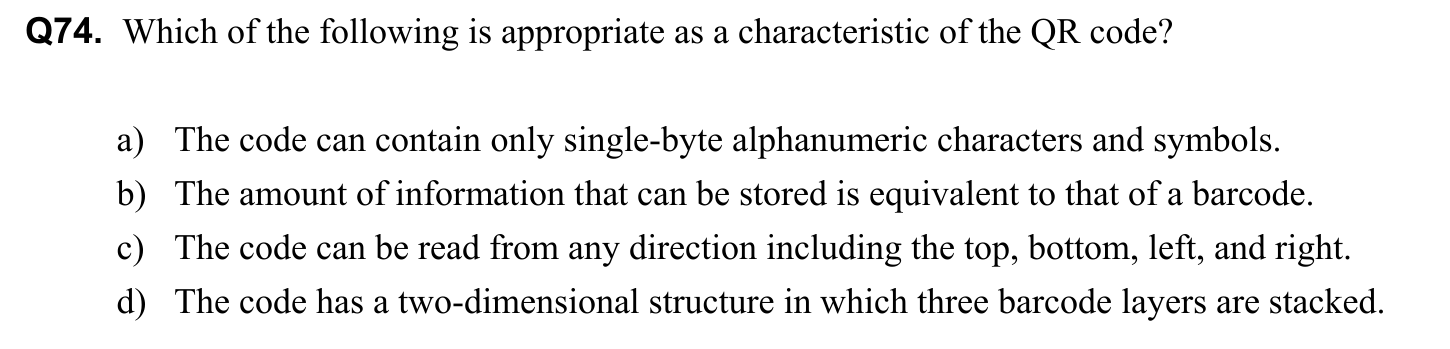 Q74. Which of the following is appropriate as a characteristic of the QR code?
a) The code can contain only single-byte alphanumeric characters and symbols.
b) The amount of information that can be stored is equivalent to that of a barcode.
c) The code can be read from any direction including the top, bottom, left, and right.
d) The code has a two-dimensional structure in which three barcode layers are stacked.